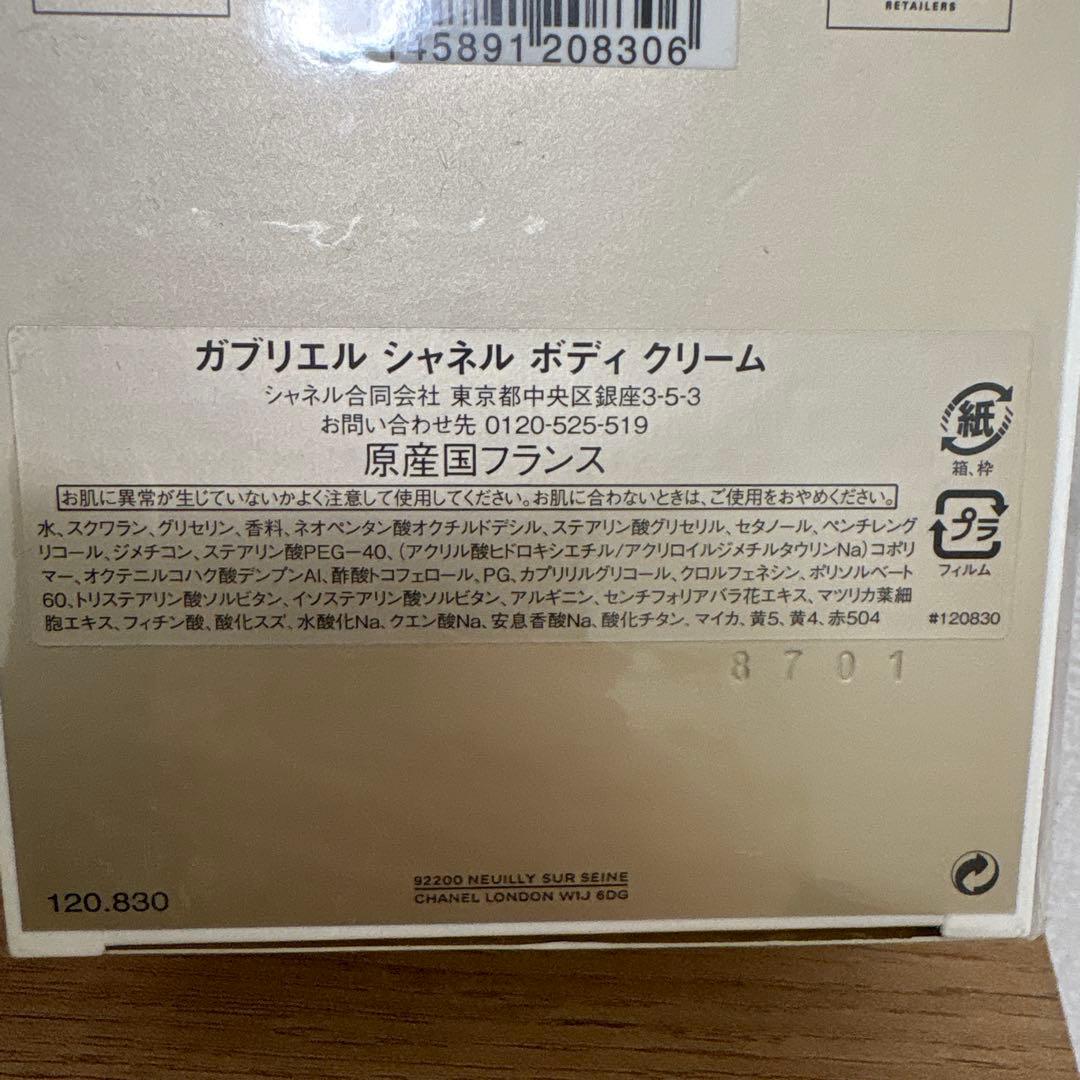 RETAILERS
145891 208306
ガブリエル シャネル ボディ クリーム
シャネル合同会社 東京都中央区銀座3-5-3
お問い合わせ先 0120-525-519
原産国フランス
お肌に異常が生じていないかよく注意して使用してください。お肌に合わないときは、ご使用をおやめください。
水、スクワラン、グリセリン、香料、ネオペンタン酸オクチルドデシル、ステアリン酸グリセリル、セタノール、ペンチレング
リコール、ジメチコン、ステアリン酸PEG-40、(アクリル酸ヒドロキシエチル/アクリロイルジメチルタウリンNa)コポリ
マー、オクテニルコハク酸デンプンAl、酢酸トコフェロール、PG、カプリリルグリコール、クロルフェネシン、ポリソルベート
60、トリステアリン酸ソルビタン、イソステアリン酸ソルビタン、アルギニン、センチフォリアバラ花エキス、マツリカ葉細
胞エキス、フィチン酸、酸化スズ、水酸化Na、クエン酸Na、安息香酸Na、酸化チタン、マイカ、黄5、黄4、赤504
#120830
紙
箱、枠
プラ
フィルム
8701
120.830
92200 NEUILLY SUR SEINE
CHANEL LONDON W1J 6DG